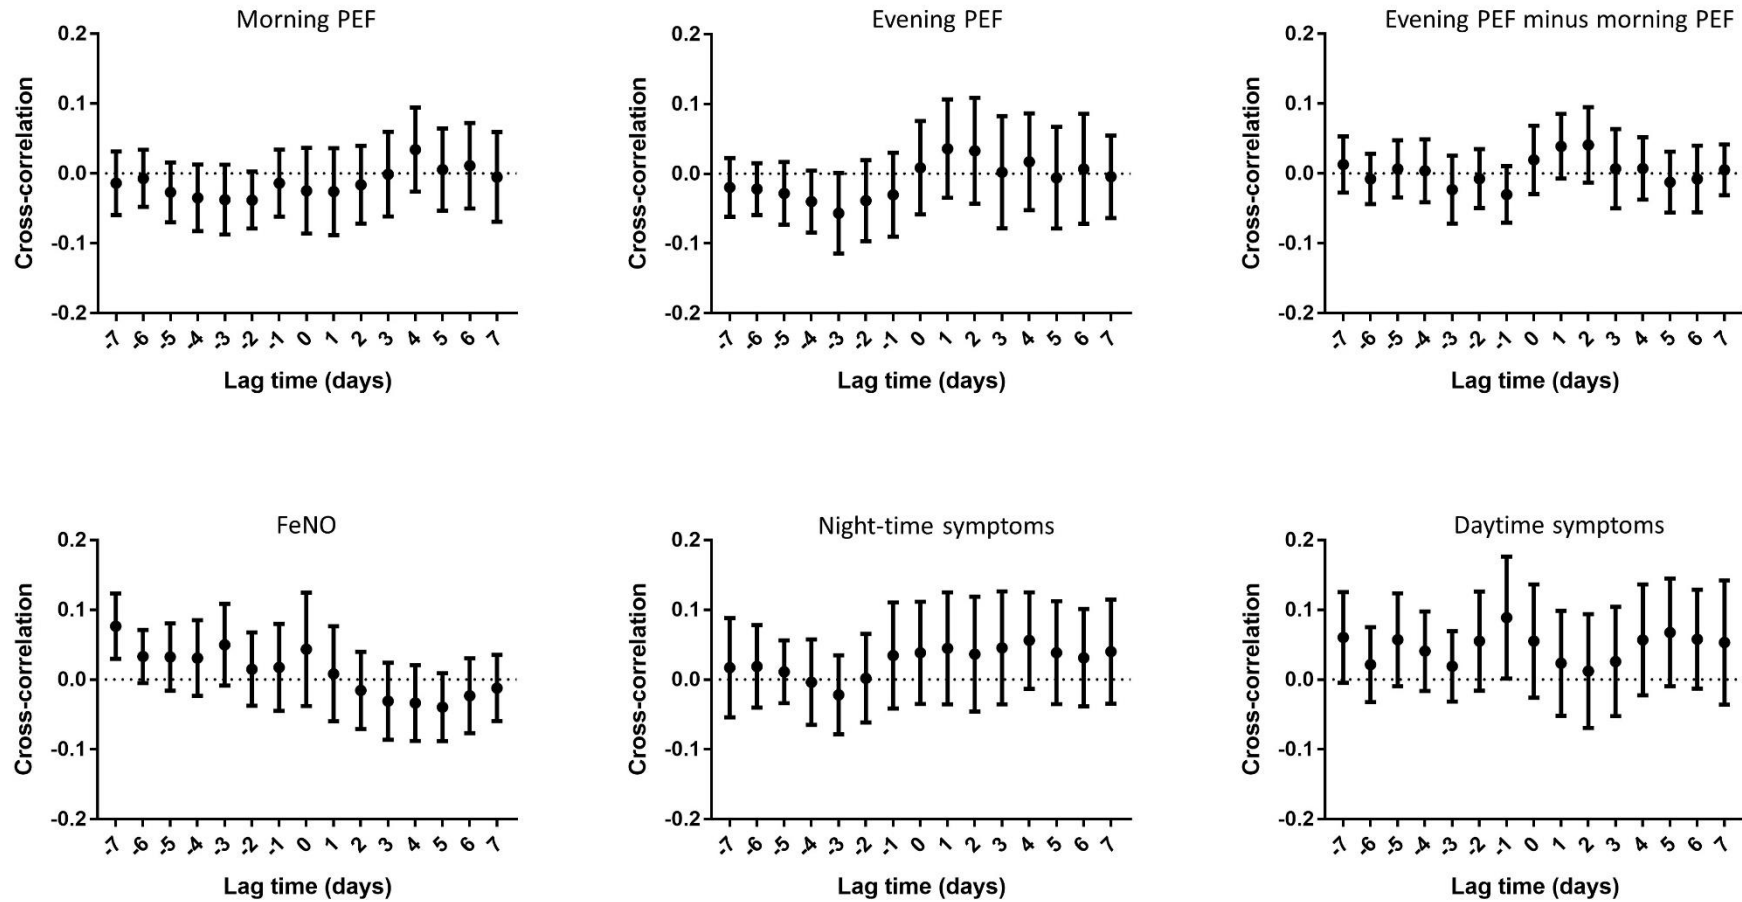 Morning PEF
0.2
0.1
0.0
-0.1
-0.2
Cross-correlation
-7 -6 -5 -4 -3 -2 -1 0 1 2 3 4 5 6 7
Lag time (days)
Evening PEF
0.2
0.1
0.0
-0.1
-0.2
Cross-correlation
-7 -6 -5 -4 -3 -2 -1 0 1 2 3 4 5 6 7
Lag time (days)
Evening PEF minus morning PEF
0.2
0.1
0.0
-0.1
-0.2
Cross-correlation
-7 -6 -5 -4 -3 -2 -1 0 1 2 3 4 5 6 7
Lag time (days)
FeNO
0.2
0.1
0.0
-0.1
-0.2
Cross-correlation
-7 -6 -5 -4 -3 -2 -1 0 1 2 3 4 5 6 7
Lag time (days)
Night-time symptoms
0.2
0.1
0.0
-0.1
-0.2
Cross-correlation
-7 -6 -5 -4 -3 -2 -1 0 1 2 3 4 5 6 7
Lag time (days)
Daytime symptoms
0.2
0.1
0.0
-0.1
-0.2
Cross-correlation
-7 -6 -5 -4 -3 -2 -1 0 1 2 3 4 5 6 7
Lag time (days)